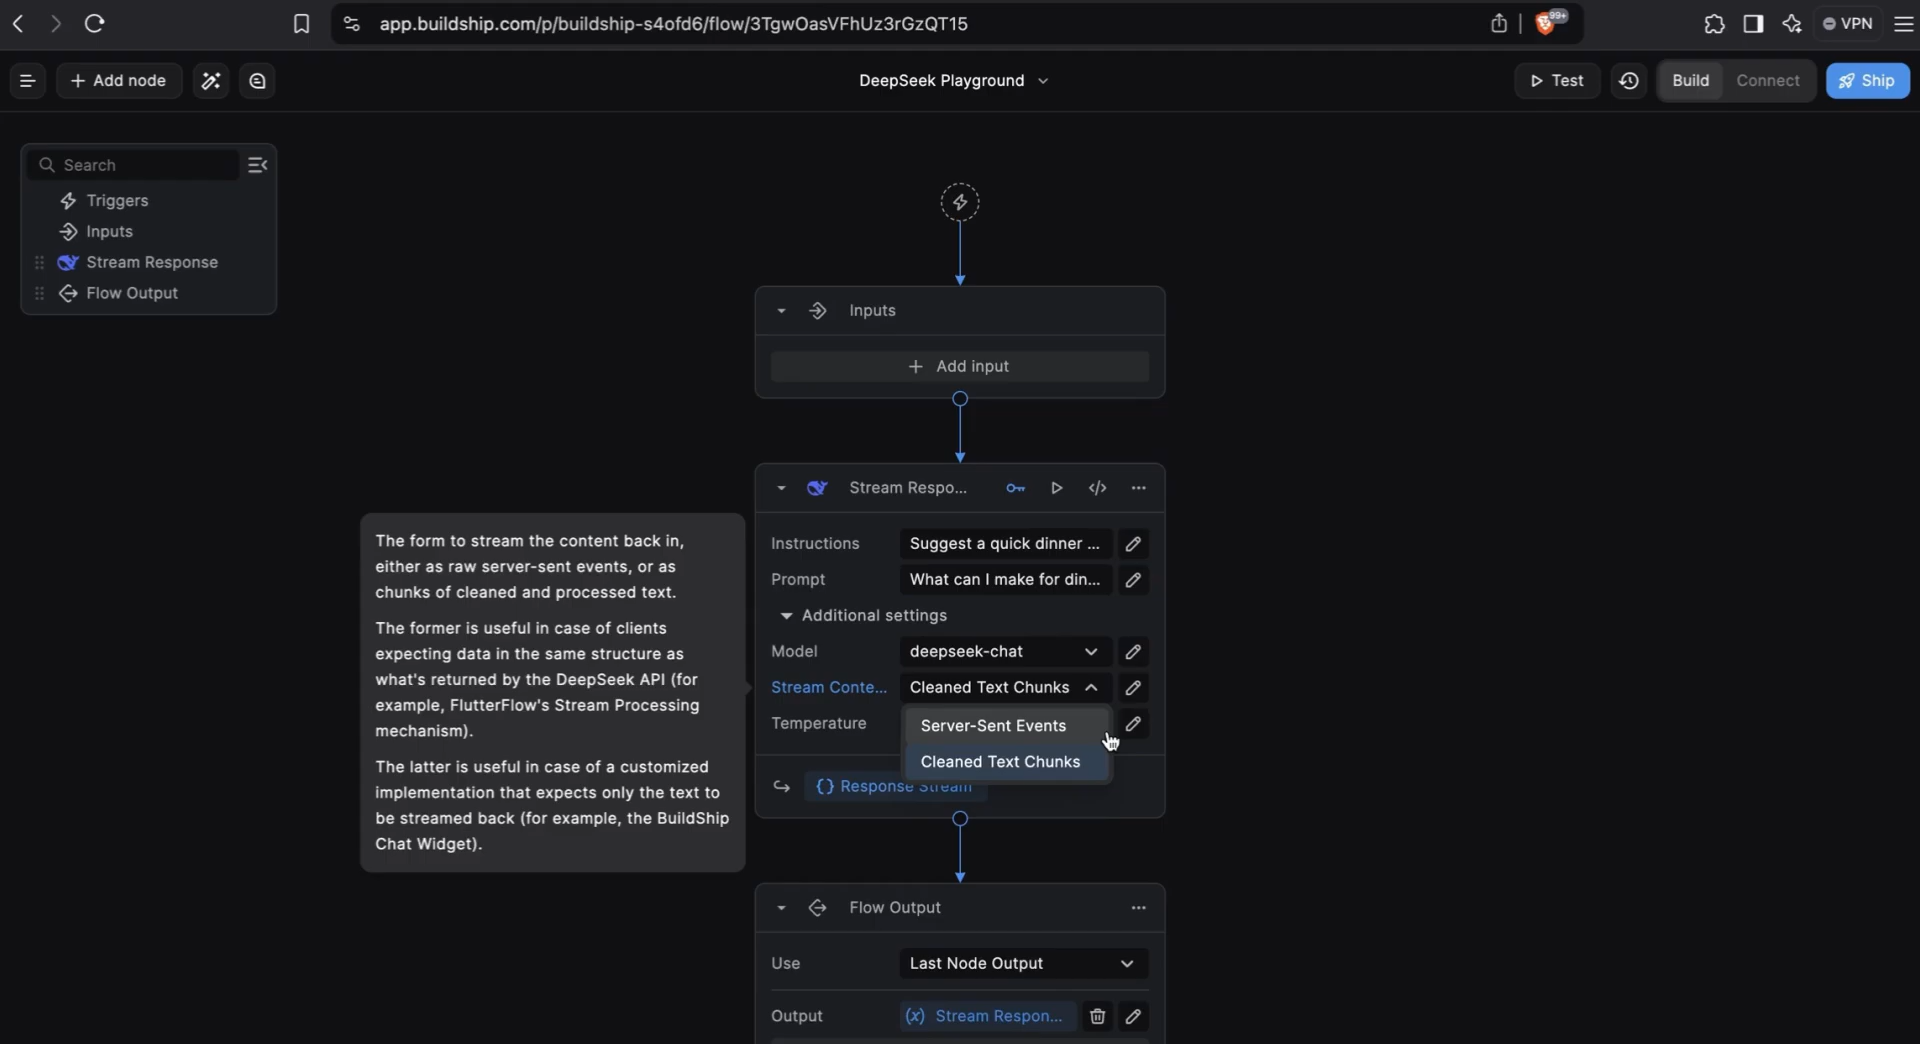 app.buildship.com/p/buildship-s4ofd6/flow/3TgwOasVFhUz3rGzQT15
99+
VPN
Add node
DeepSeek Playground
Test
Build
Connect
Ship
Search
Triggers
Inputs
Stream Response
Flow Output
Inputs
Add input
Stream Respo...
Instructions
Suggest a quick dinner ...
Prompt
What can I make for din...
Additional settings
Model
deepseek-chat
Stream Conte...
Cleaned Text Chunks
Temperature
Server-Sent Events
Cleaned Text Chunks
{} Response Stream
The form to stream the content back in,
either as raw server-sent events, or as
chunks of cleaned and processed text.
The former is useful in case of clients
expecting data in the same structure as
what's returned by the DeepSeek API (for
example, FlutterFlow's Stream Processing
mechanism).
The latter is useful in case of a customized
implementation that expects only the text to
be streamed back (for example, the BuildShip
Chat Widget).
Flow Output
Use
Last Node Output
Output
(x) Stream Respon...